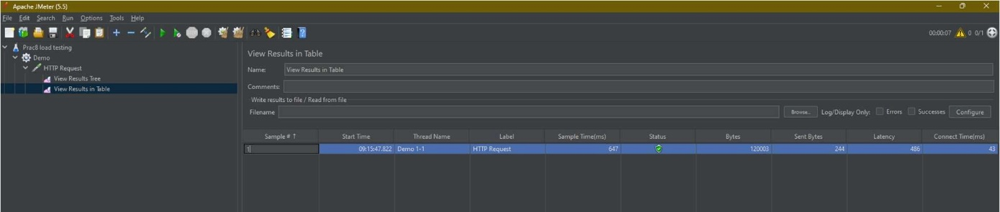 Apache JMeter (5.5)
File Edit Search Run Options Tools Help
00:00:07 0 0/1
Prac8 load testing
Demo
HTTP Request
View Results Tree
View Results in Table
View Results in Table
Name: View Results in Table
Comments:
Write results to file / Read from file
Filename Browse... Log/Display Only: Errors Successes Configure
Sample # ↑ Start Time Thread Name Label Sample Time(ms) Status Bytes Sent Bytes Latency Connect Time(ms)
1 09:15:47.822 Demo 1-1 HTTP Request 647 120003 244 486 43